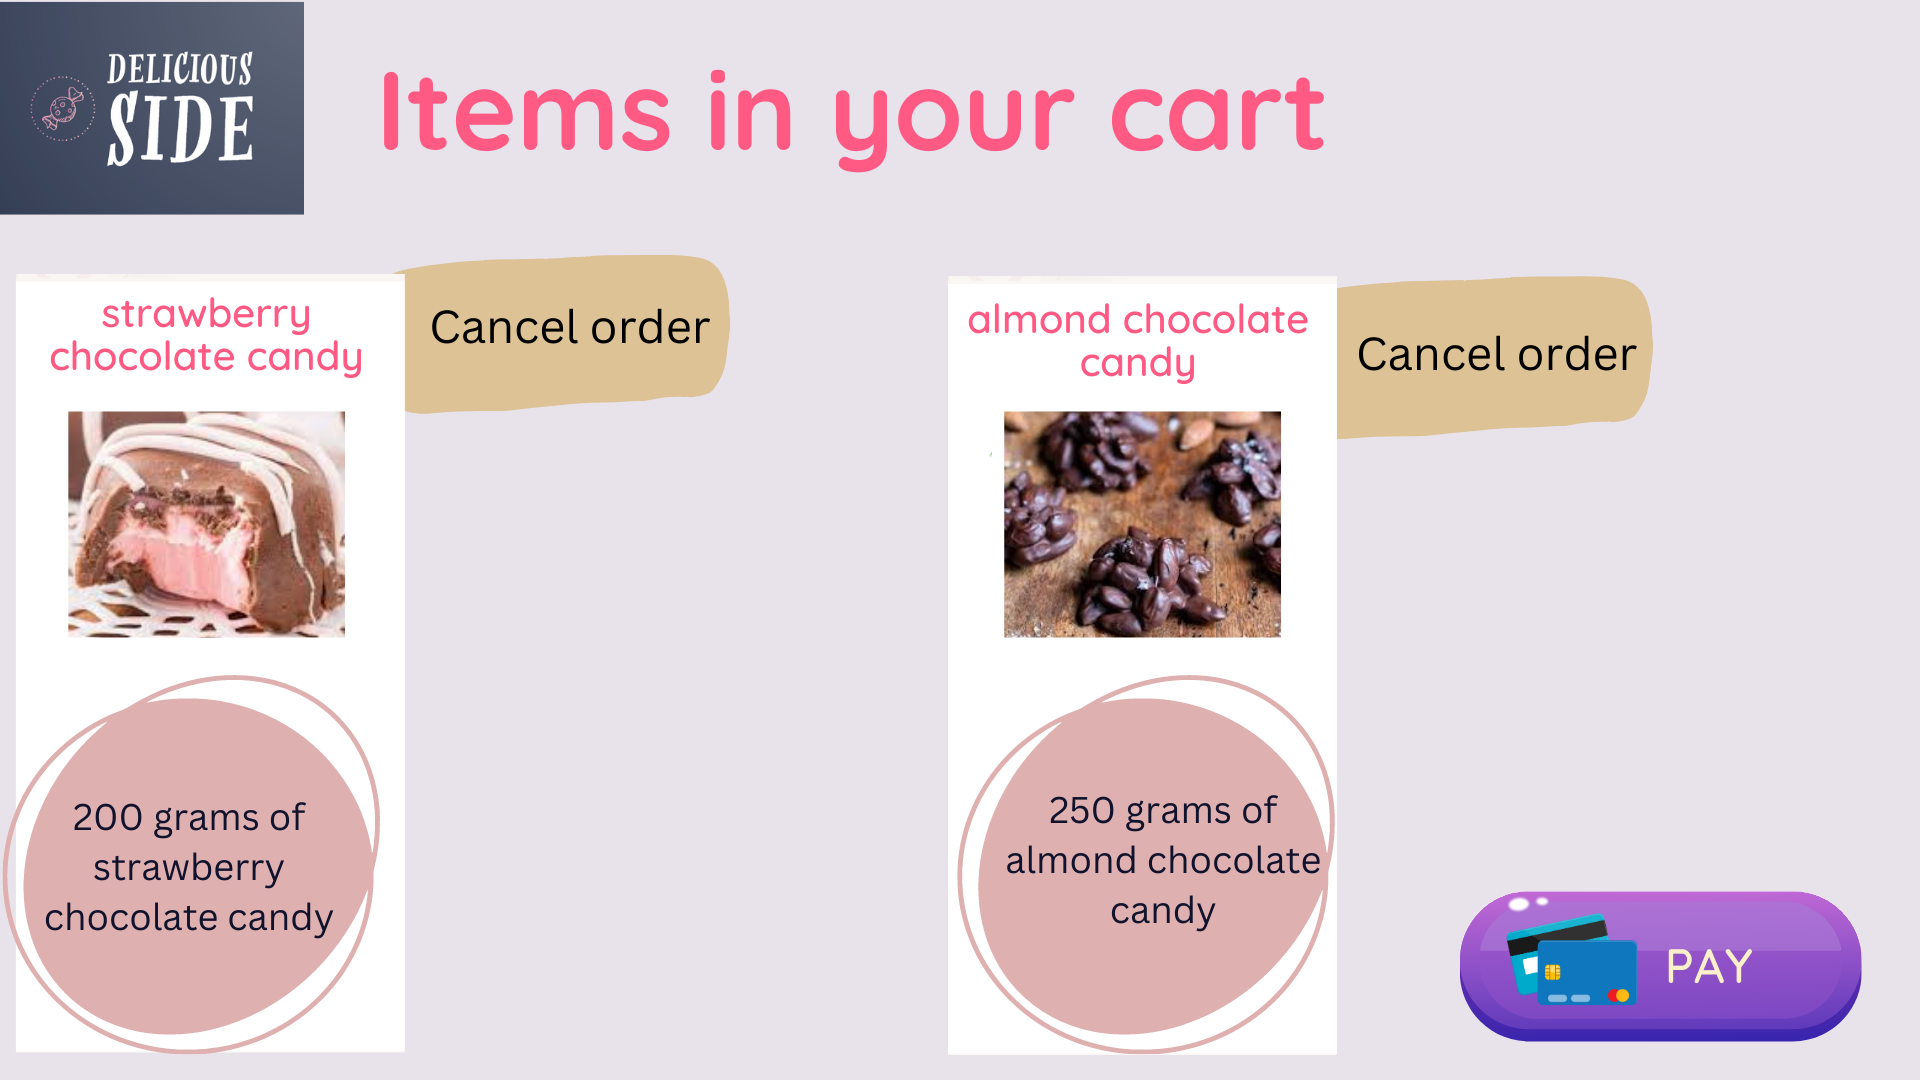 DELICIOUS
SIDE
Items in your cart
strawberry
chocolate candy
Cancel order
200 grams of
strawberry
chocolate candy
almond chocolate
candy
Cancel order
250 grams of
almond chocolate
candy
PAY